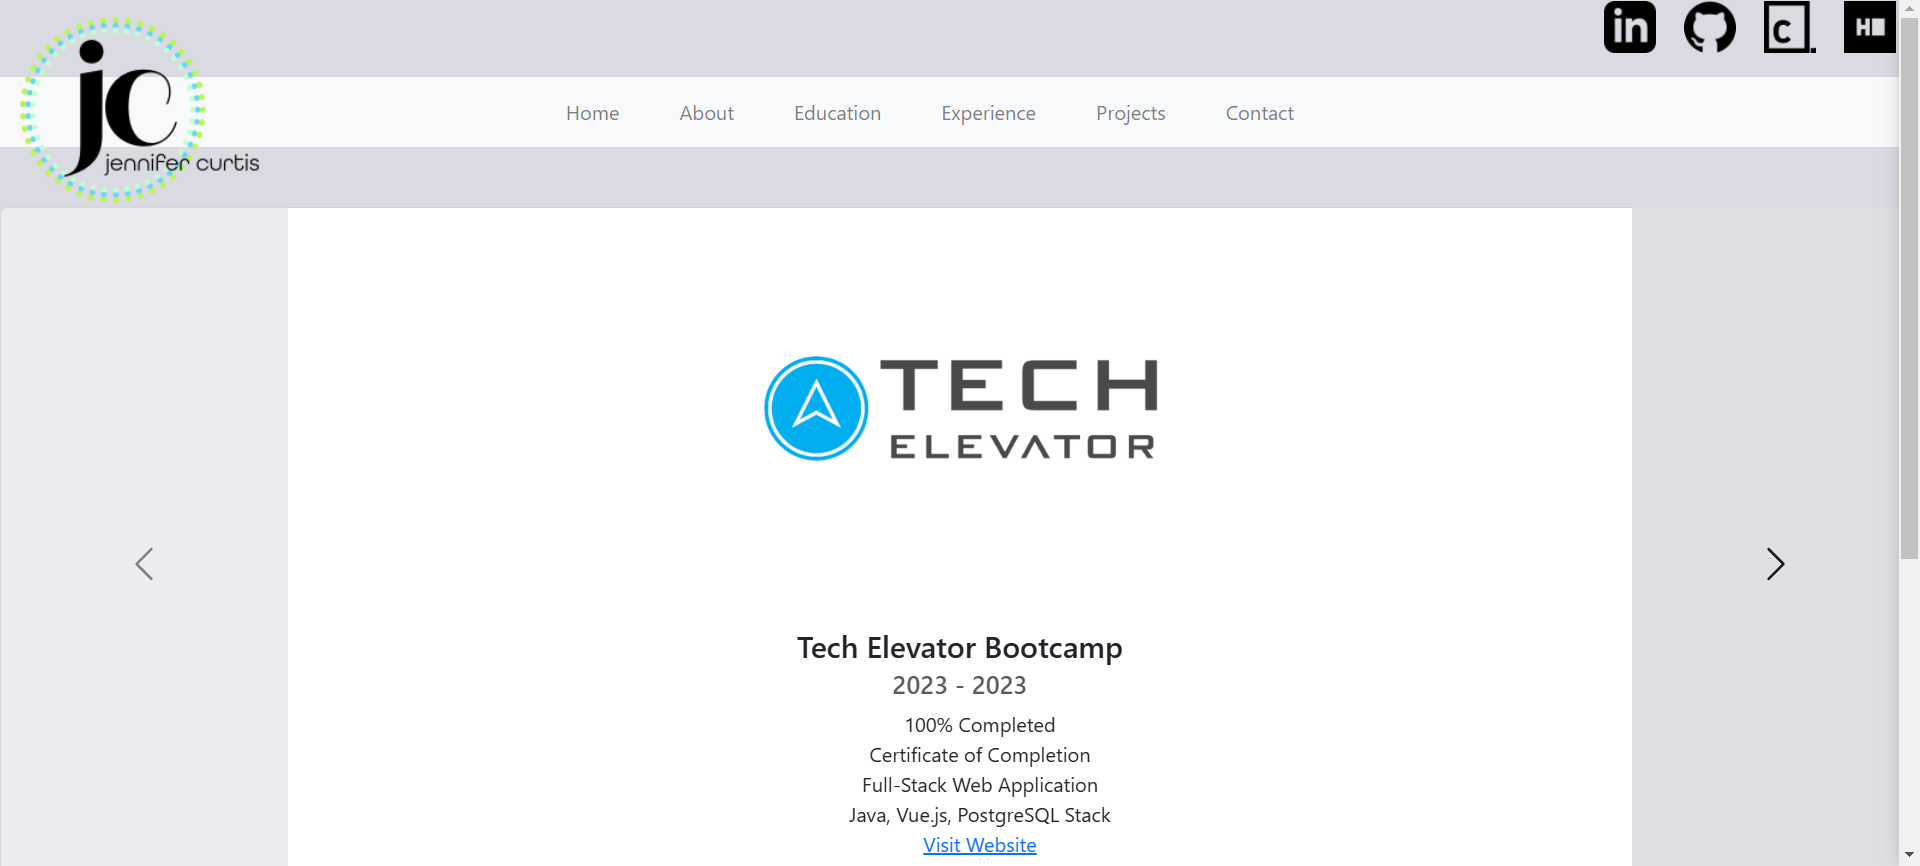 in
c
H
jc
jennifer curtis
Home
About
Education
Experience
Projects
Contact
TECH
ELEVATOR
Tech Elevator Bootcamp
2023 - 2023
100% Completed
Certificate of Completion
Full-Stack Web Application
Java, Vue.js, PostgreSQL Stack
Visit Website